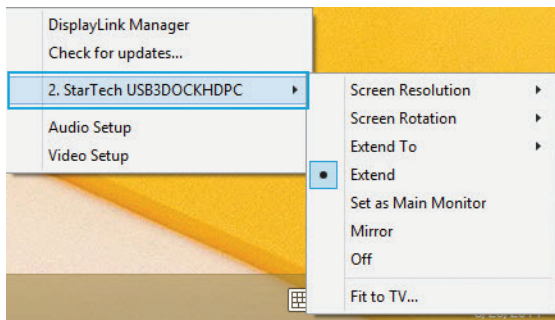 DisplayLink Manager
Check for updates...
2. StarTech USB3DOCKHDPC
Audio Setup
Video Setup
Screen Resolution
Screen Rotation
Extend To
Extend
Set as Main Monitor
Mirror
Off
Fit to TV...